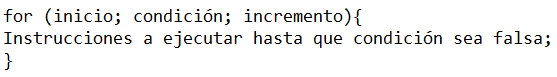 for (inicio; condición; incremento){
Instrucciones a ejecutar hasta que condición sea falsa;
}